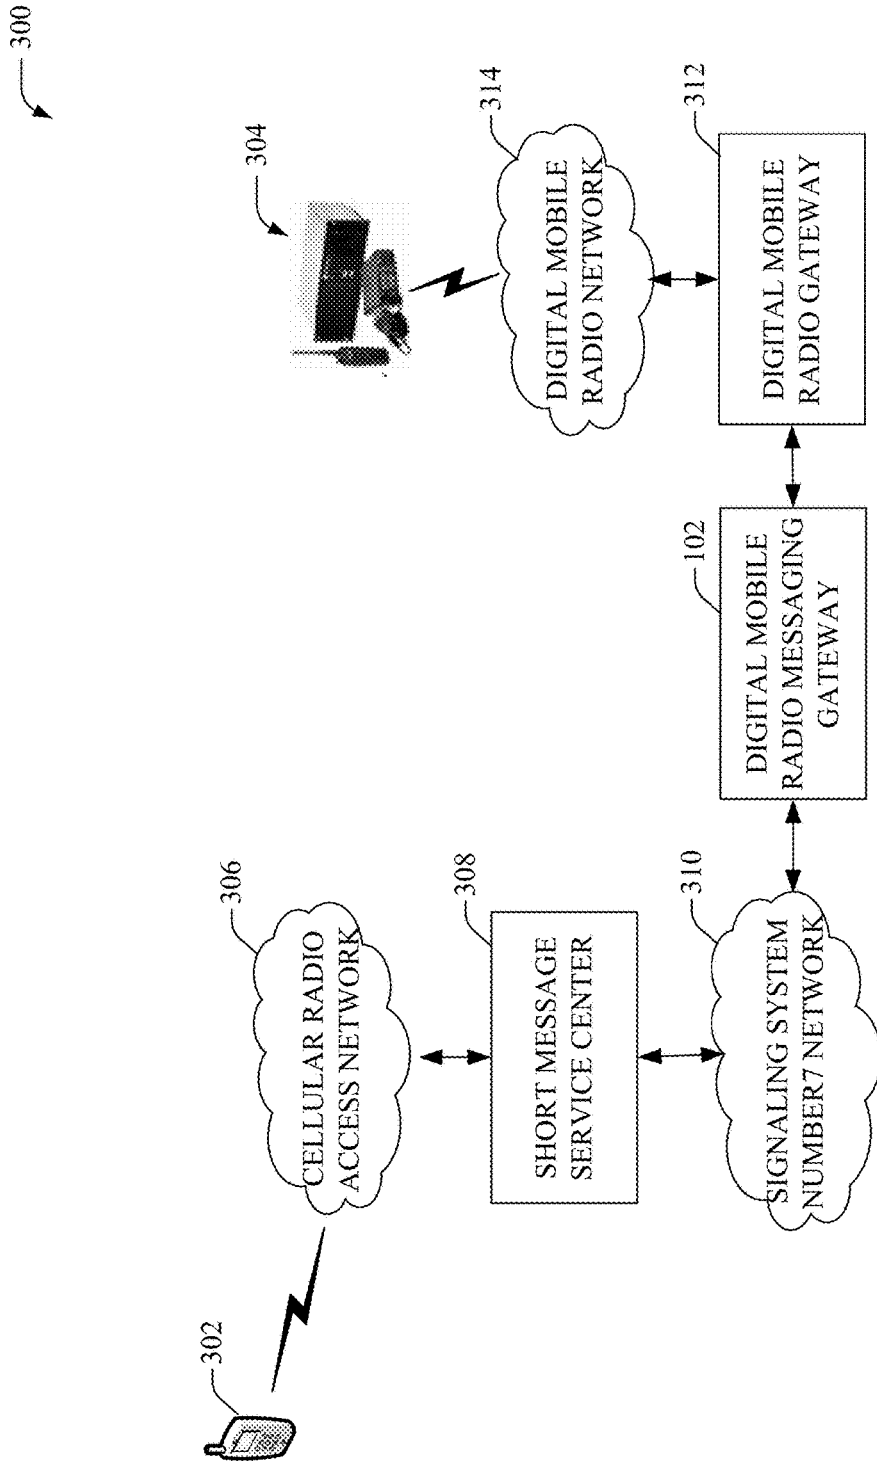 300
302
306
CELLULAR RADIO
ACCESS NETWORK
304
308
SHORT MESSAGE
SERVICE CENTER
314
DIGITAL MOBILE
RADIO NETWORK
310
SIGNALING SYSTEM
NUMBER7 NETWORK
102
DIGITAL MOBILE
RADIO MESSAGING
GATEWAY
312
DIGITAL MOBILE
RADIO GATEWAY